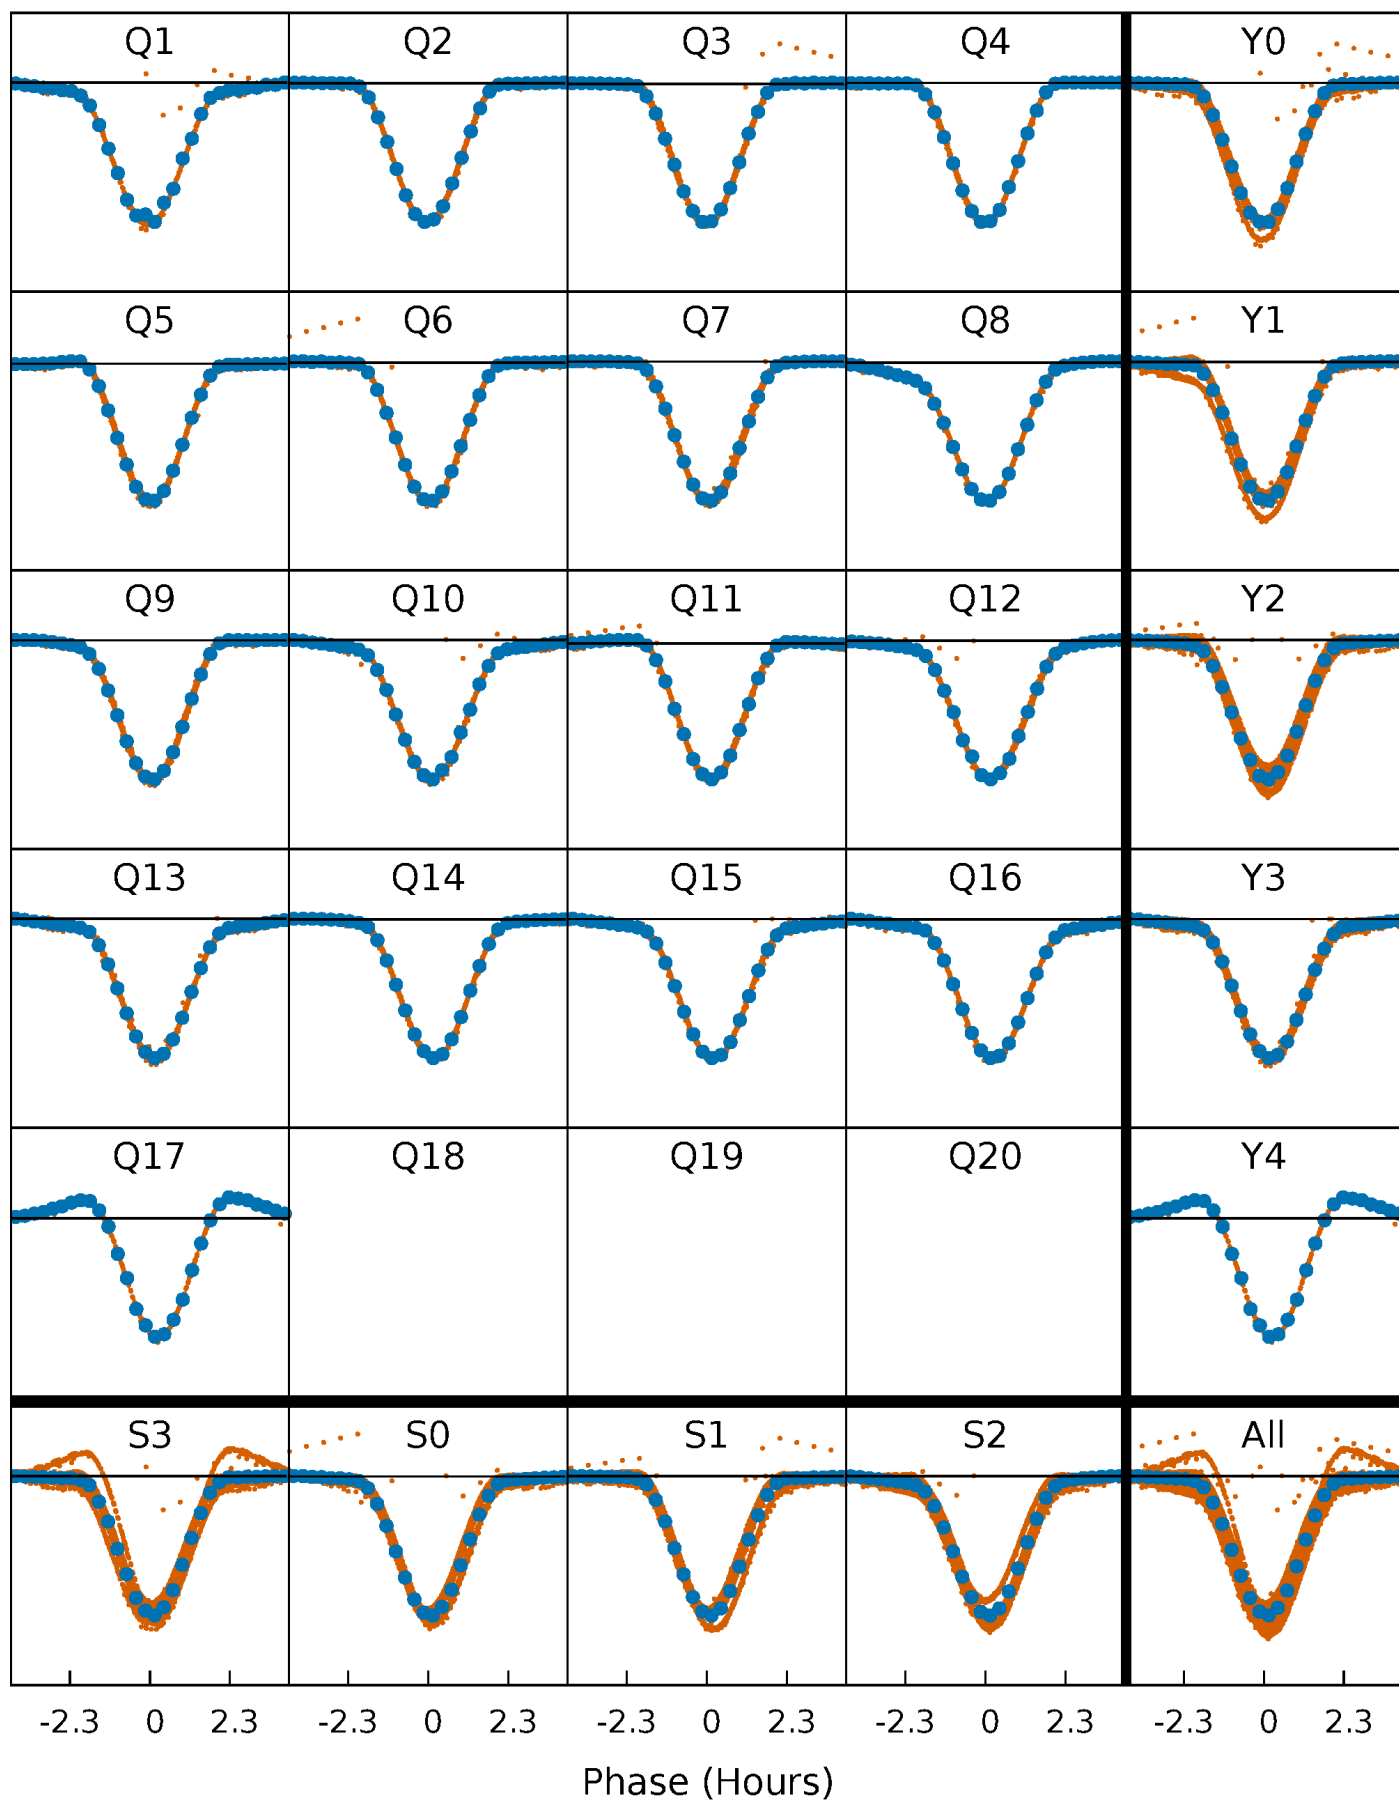 Q1 Q2 Q3 Q4 Y0
Q5 Q6 Q7 Q8 Y1
Q9 Q10 Q11 Q12 Y2
Q13 Q14 Q15 Q16 Y3
Q17 Q18 Q19 Q20 Y4
S3 S0 S1 S2 All
-2.3 0 2.3 -2.3 0 2.3 -2.3 0 2.3 -2.3 0 2.3 -2.3 0 2.3
Phase (Hours)